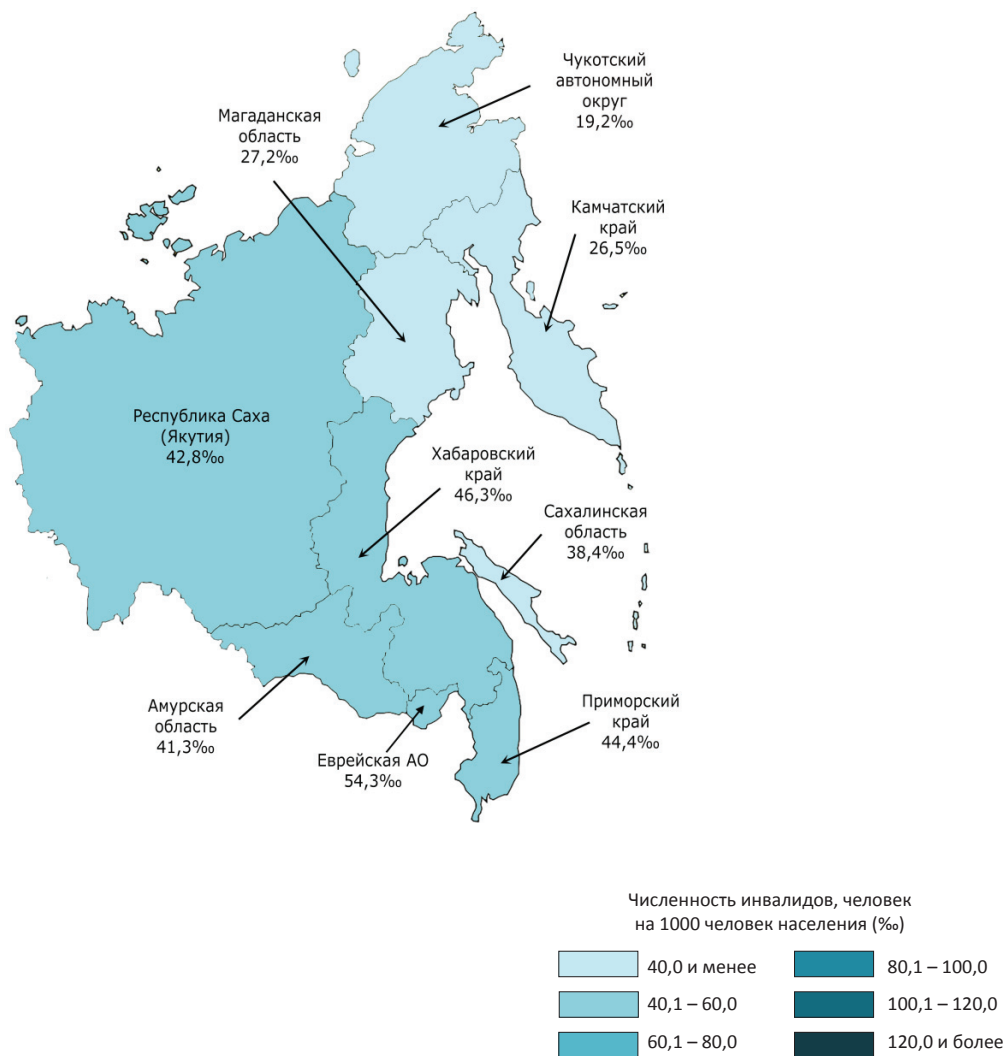 Чукотский
автономный
округ
19,2‰
Магаданская
область
27,2‰
Камчатский
край
26,5‰
Республика Саха
(Якутия)
42,8‰
Хабаровский
край
46,3‰
Сахалинская
область
38,4‰
Амурская
область
41,3‰
Еврейская АО
54,3‰
Приморский
край
44,4‰
Численность инвалидов, человек
на 1000 человек населения (‰)
40,0 и менее
40,1 – 60,0
60,1 – 80,0
80,1 – 100,0
100,1 – 120,0
120,0 и более